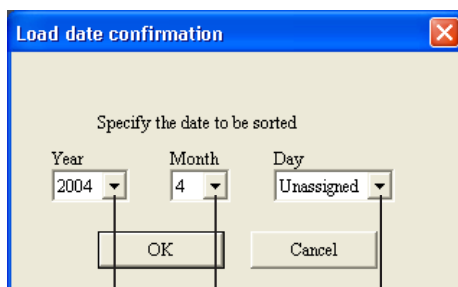 Load date confirmation
Specify the date to be sorted
Year Month Day
2004 4 Unassigned
OK Cancel